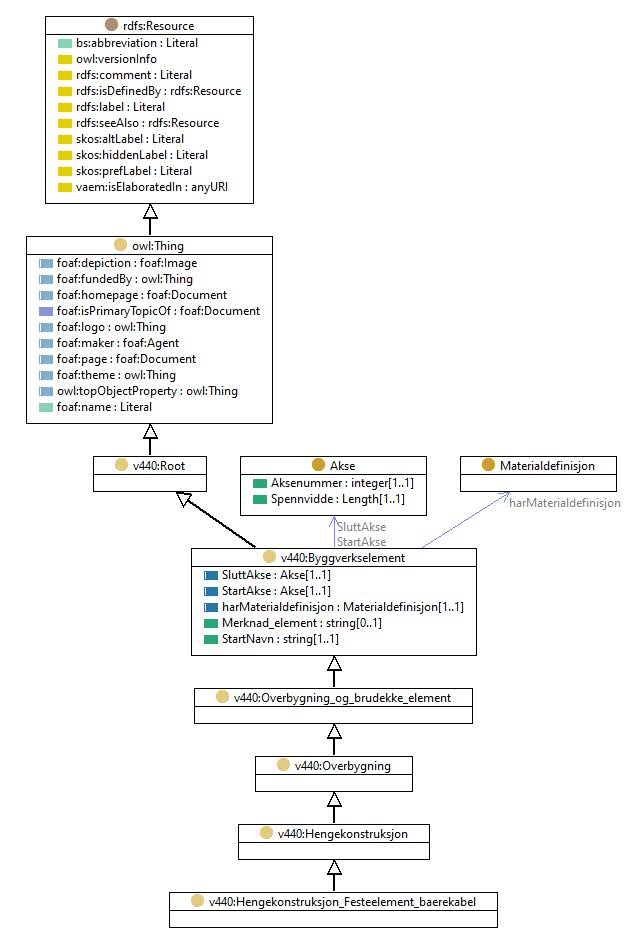 rdfs:Resource
bs:abbreviation : Literal
owl:versionInfo
rdfs:comment : Literal
rdfs:isDefinedBy : rdfs:Resource
rdfs:label : Literal
rdfs:seeAlso : rdfs:Resource
skos:altLabel : Literal
skos:hiddenLabel : Literal
skos:prefLabel : Literal
vaem:isElaboratedIn : anyURI
owl:Thing
foaf:depiction : foaf:Image
foaf:fundedBy : owl:Thing
foaf:homepage : foaf:Document
foaf:isPrimaryTopicOf : foaf:Document
foaf:logo : owl:Thing
foaf:maker : foaf:Agent
foaf:page : foaf:Document
foaf:theme : owl:Thing
owl:topObjectProperty : owl:Thing
foaf:name : Literal
v440:Root
Akse
Aksenummer : integer[1..1]
Spennvidde : Length[1..1]
Materialdefinisjon
harMaterialdefinisjon
SluttAkse
StartAkse
v440:Byggverkselement
SluttAkse : Akse[1..1]
StartAkse : Akse[1..1]
harMaterialdefinisjon : Materialdefinisjon[1..1]
Merknad_element : string[0..1]
StartNavn : string[1..1]
v440:Overbygning_og_brudekke_element
v440:Overbygning
v440:Hengekonstruksjon
v440:Hengekonstruksjon_Festeelement_baerekabel